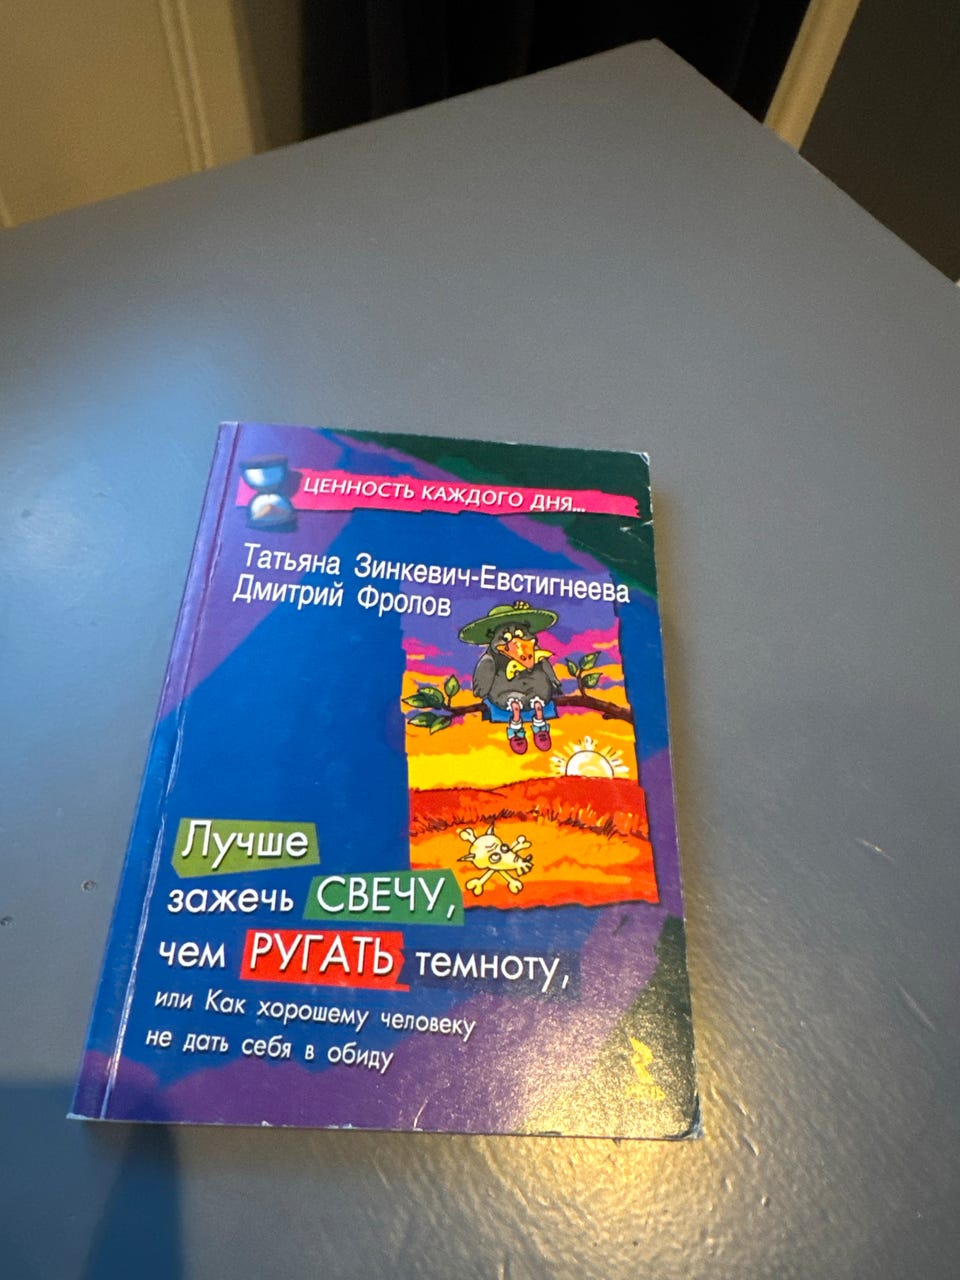 ЦЕННОСТЬ КАЖДОГО ДНЯ...
Татьяна Зинкевич-Евстигнеева
Дмитрий Фролов
Лучше
зажечь СВЕЧУ,
чем РУГАТЬ темноту,
или Как хорошему человеку
не дать себя в обиду